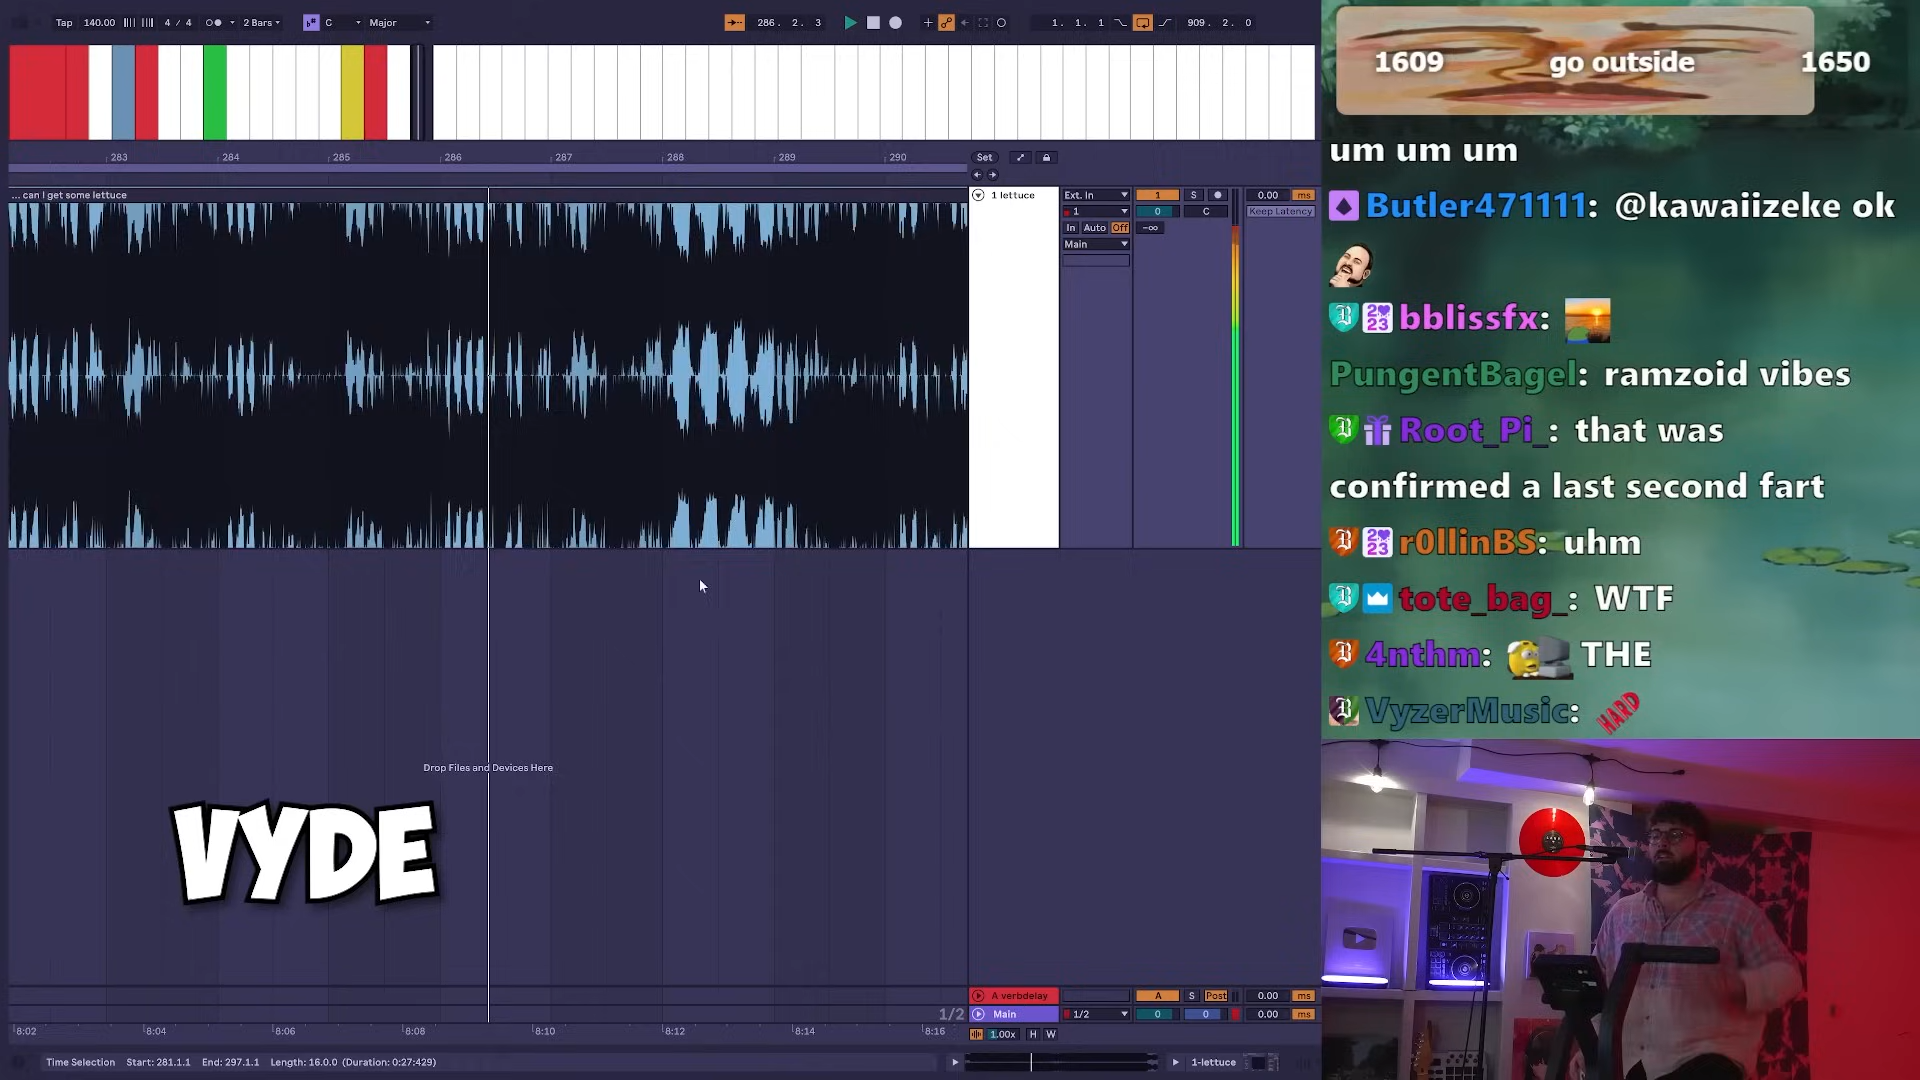 Tap 140.00 4 / 4 2 Bars C Major 286. 2. 3 1. 1. 1 909. 2. 0
283 284 285 286 287 288 289 290 Set
... can I get some lettuce
1 lettuce Ext. In 1 S 0.00 ms
1 0 C Keep Latency
In Auto Off -∞
Main
Drop Files and Devices Here
VYDE
A verbdelay A S Post 0.00 ms
1/2 Main 1/2 0 0 0.00 ms
8:02 8:04 8:06 8:08 8:10 8:12 8:14 8:16 1.00x H W
Time Selection Start: 281.1.1 End: 297.1.1 Length: 16.0.0 (Duration: 0:27:429) 1-lettuce
1609 go outside 1650
um um um
Butler471111: @kawaiizeke ok
bblissfx:
PungentBagel: ramzoid vibes
Root_Pi_: that was
confirmed a last second fart
r0llinBS: uhm
tote_bag_: WTF
4nthm: THE
VyzerMusic: HARD